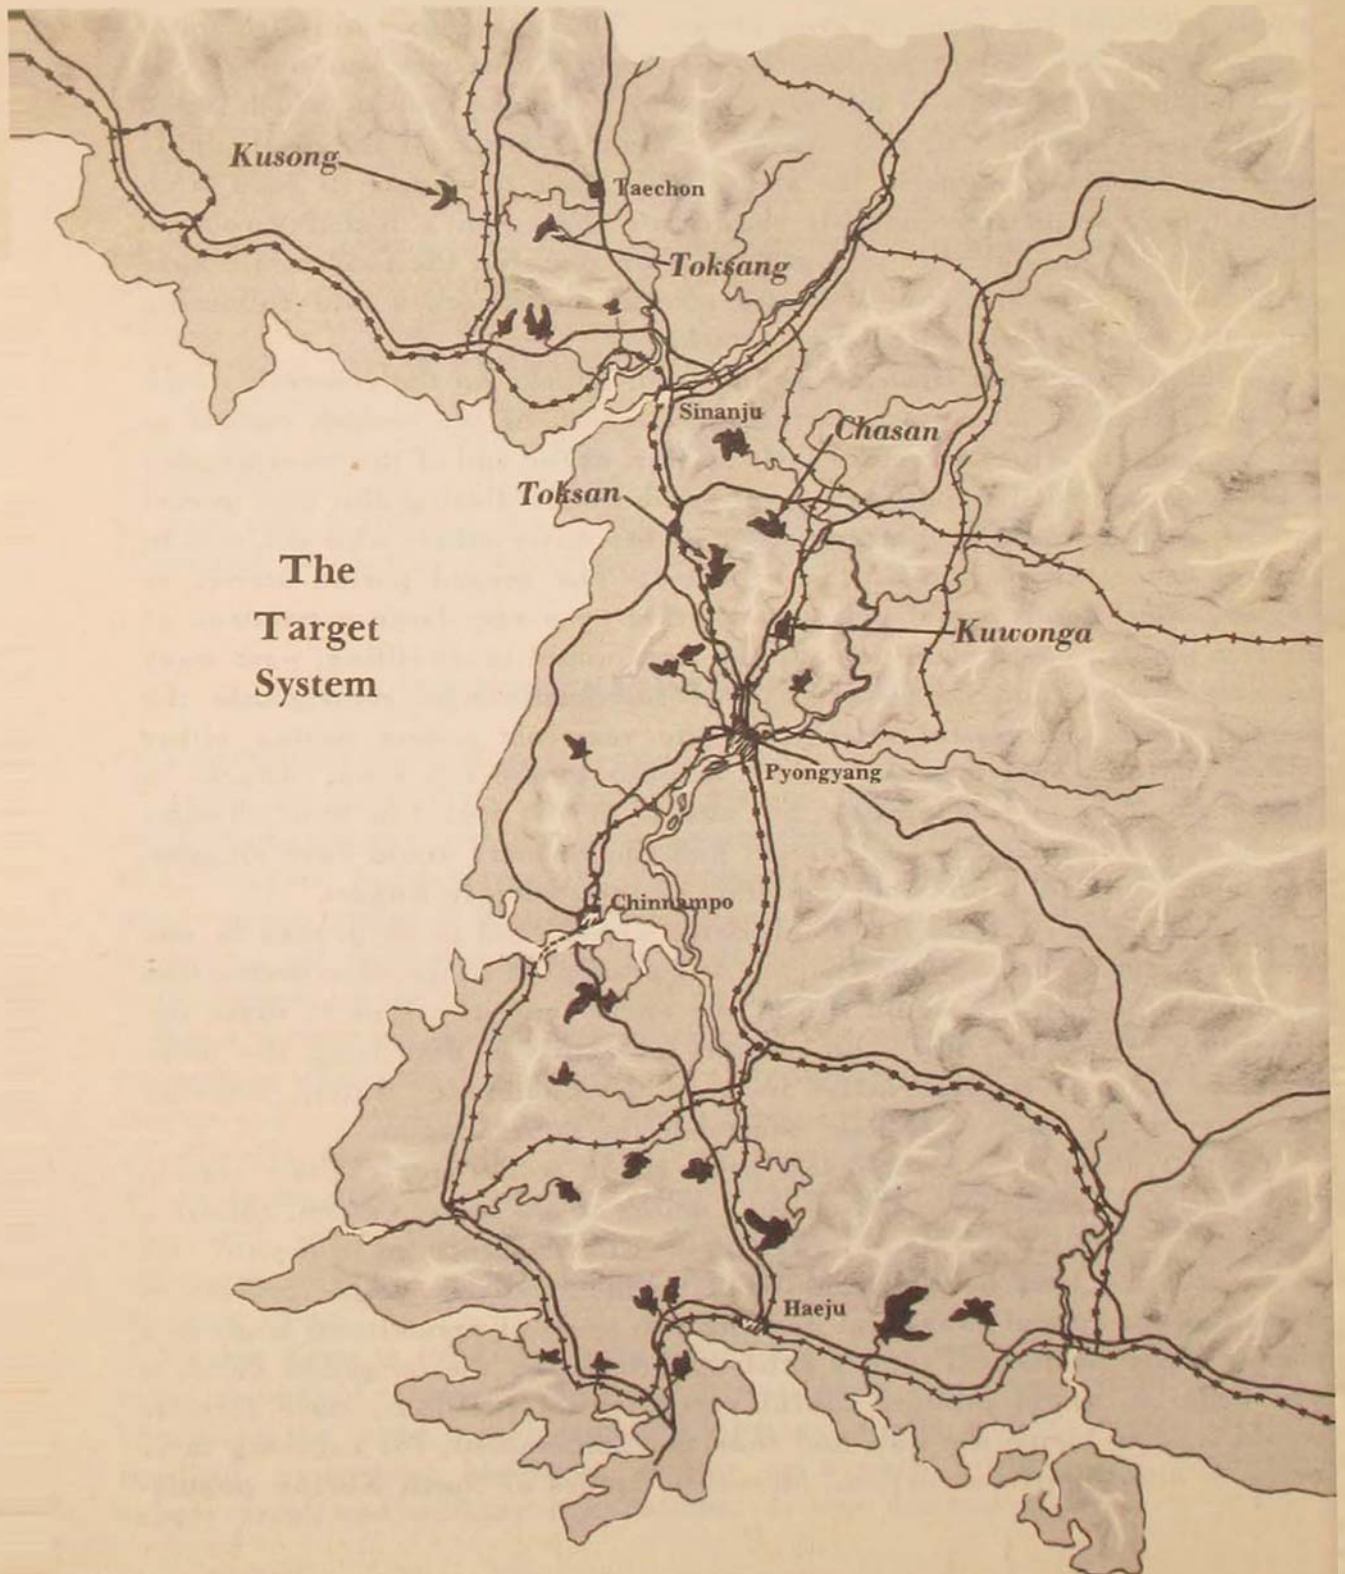 Kusong
Taechon
Toksang
Sinanju
Chasan
Toksan
The
Target
System
Kuwonga
Pyongyang
Chinnampo
Haeju